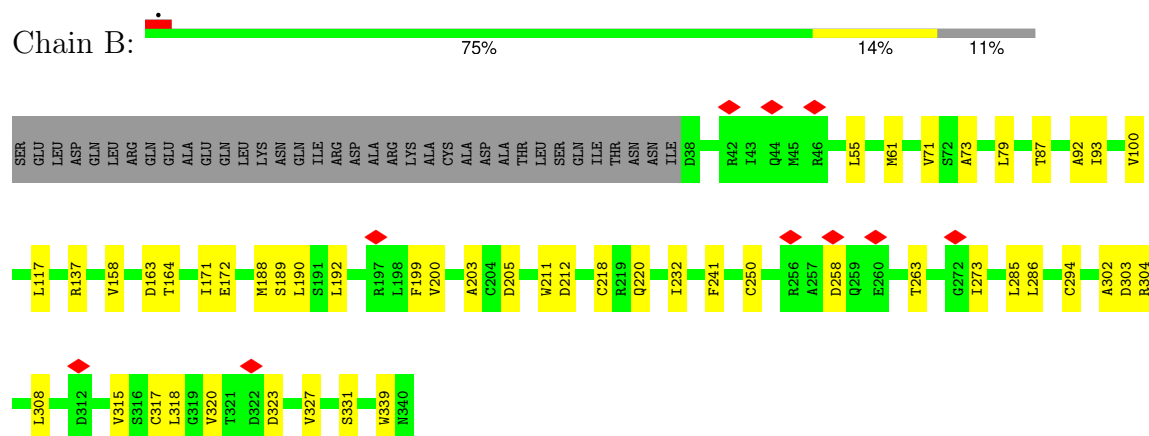 Chain B:
75% 14% 11%
SER GLU LEU ASP GLN LEU ARG GLN GLU ALA GLU GLN LEU LYS ASN GLN ILE ARG ASP ALA ARG LYS ALA CYS ALA ASP ALA THR LEU SER GLN ILE THR ASN ASN ILE D38 R42 I43 Q44 M45 R46 L55 M61 V71 S72 A73 L79 T87 A92 I93 V100
L117 R137 V158 D163 T164 I171 E172 M188 S189 L190 S191 L192 R197 L198 F199 V200 A203 C204 D205 W211 D212 C218 R219 Q220 I232 F241 C250 R256 A257 D258 Q259 E260 T263 G272 I273 L285 L286 C294 A302 D303 R304
L308 D312 V315 S316 C317 L318 G319 V320 T321 D322 D323 V327 S331 W339 N340